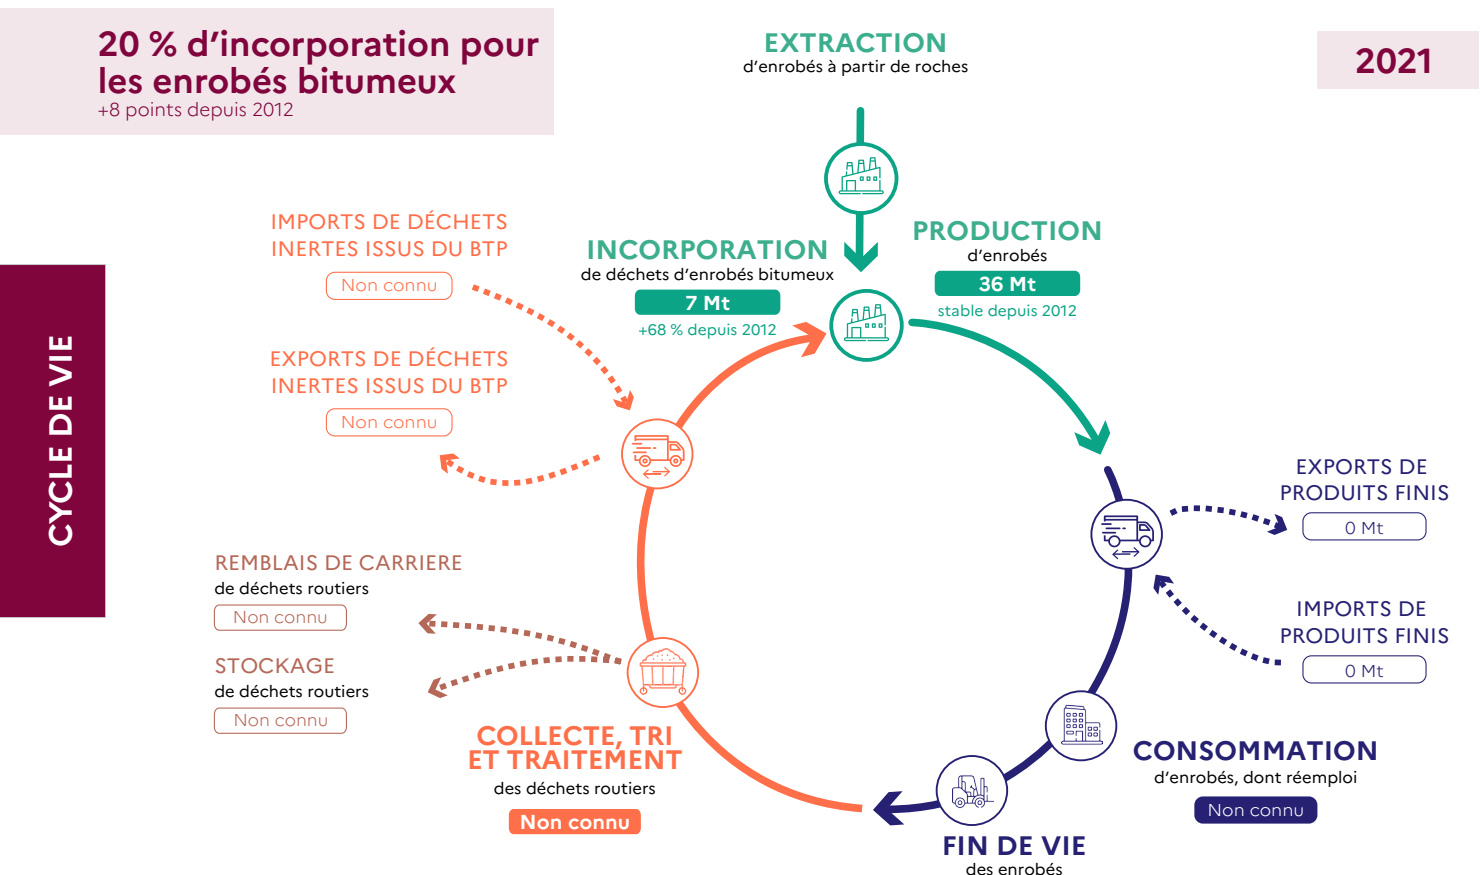 20 % d'incorporation pour
les enrobés bitumeux
+8 points depuis 2012
2021
CYCLE DE VIE
EXTRACTION
d'enrobés à partir de roches
PRODUCTION
d'enrobés
36 Mt
stable depuis 2012
INCORPORATION
de déchets d'enrobés bitumeux
7 Mt
+68 % depuis 2012
IMPORTS DE DÉCHETS
INERTES ISSUS DU BTP
Non connu
EXPORTS DE DÉCHETS
INERTES ISSUS DU BTP
Non connu
EXPORTS DE
PRODUITS FINIS
0 Mt
IMPORTS DE
PRODUITS FINIS
0 Mt
REMBLAIS DE CARRIERE
de déchets routiers
Non connu
STOCKAGE
de déchets routiers
Non connu
COLLECTE, TRI
ET TRAITEMENT
des déchets routiers
Non connu
CONSOMMATION
d'enrobés, dont réemploi
Non connu
FIN DE VIE
des enrobés